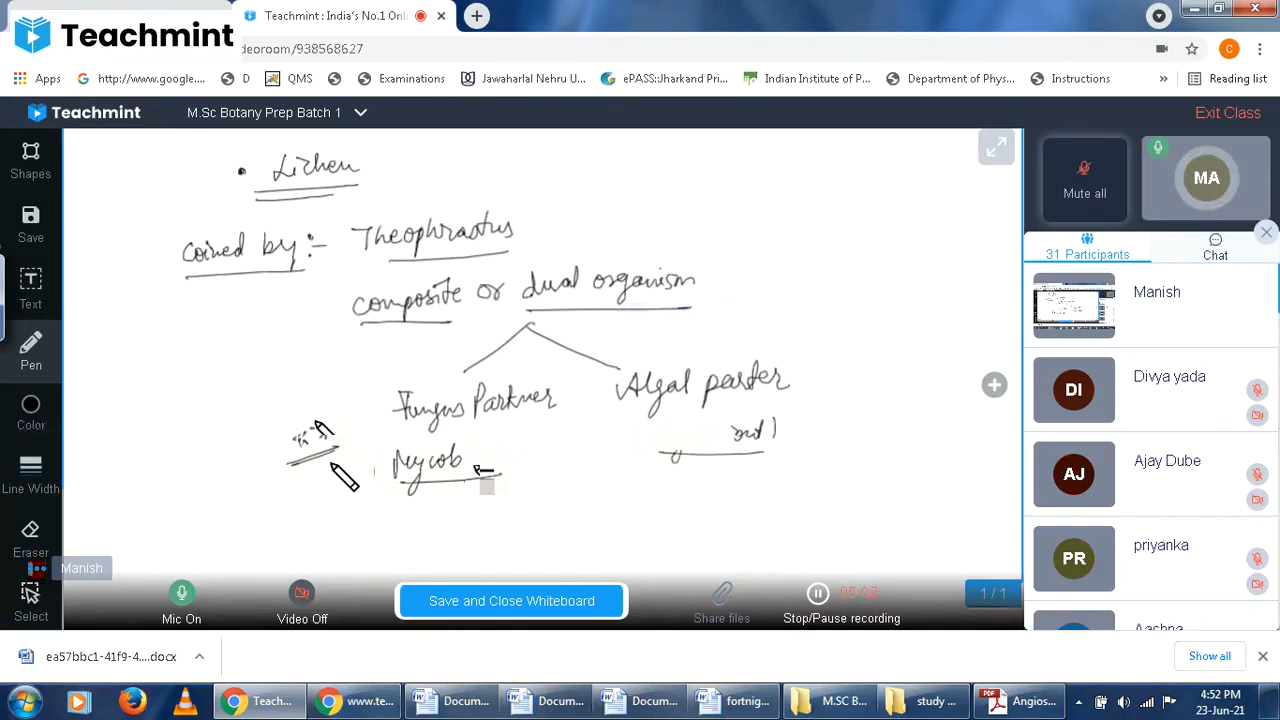 Teachmint : India's No.1 Onli
Teachmint
deoroom/938568627
Apps
http://www.google....
D
QMS
Examinations
Jawaharlal Nehru U...
ePASS::Jharkand Pri...
Indian Institute of P...
Department of Phys...
Instructions
»
Reading list
Teachmint
M.Sc Botany Prep Batch 1
Exit Class
Shapes
Save
Text
Pen
Color
Line Width
Eraser
Select
• Lichen
coined by :- Theophrastus
composite or dual organism
Fungus Partner
Algal parter
Mycob
Mute all
MA
31 Participants
Chat
Manish
DI
Divya yada
AJ
Ajay Dube
PR
priyanka
Aashna
Manish
Mic On
Video Off
Save and Close Whiteboard
Share files
05:02
Stop/Pause recording
1 / 1
ea57bbc1-41f9-4....docx
Show all
Teach...
www.te...
Docum...
Docum...
Docum...
fortnig...
M.SC B...
study ...
Angios...
4:52 PM
23-Jun-21